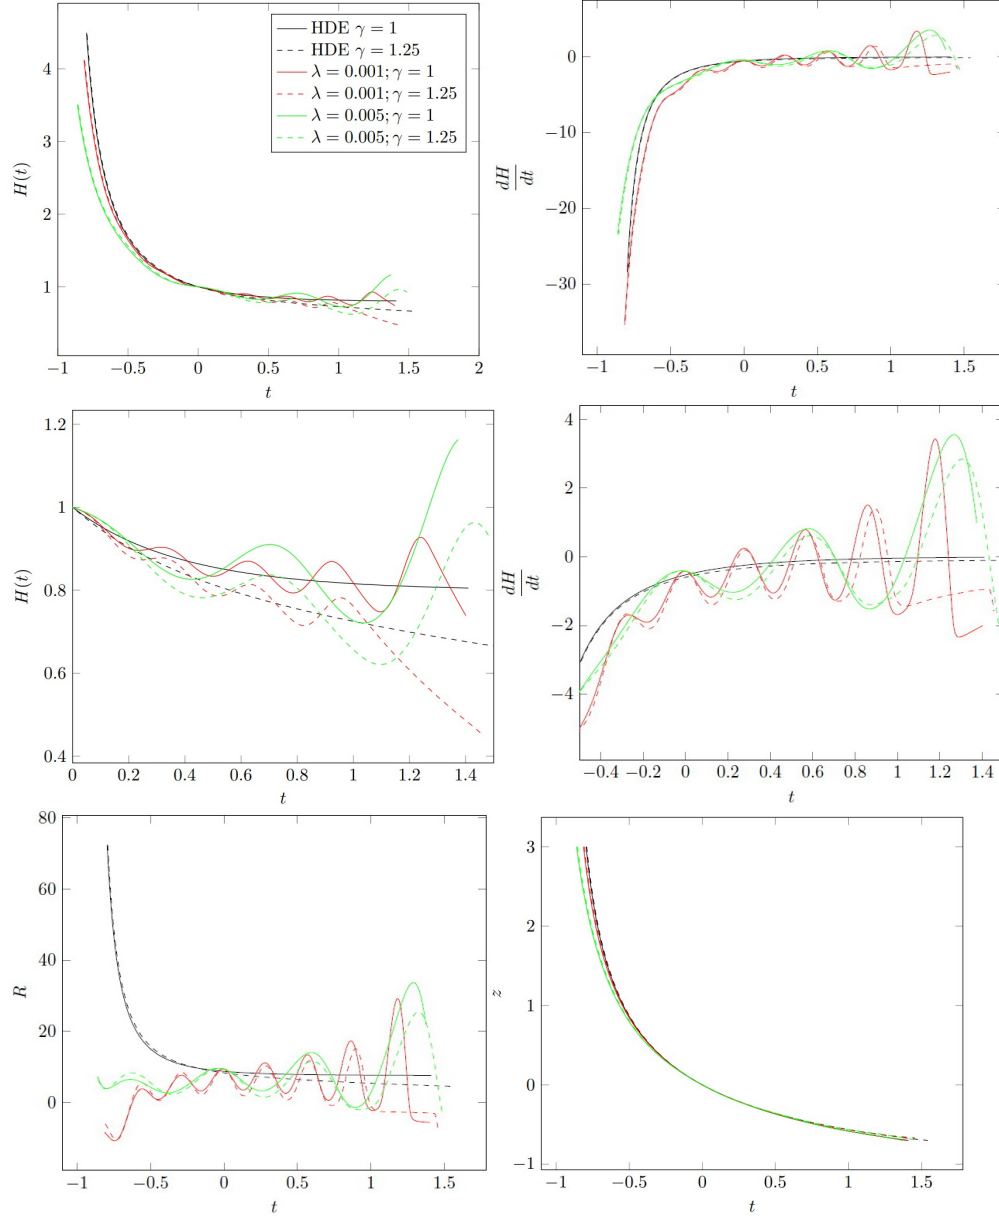 HDE γ = 1
HDE γ = 1.25
λ = 0.001; γ = 1
λ = 0.001; γ = 1.25
λ = 0.005; γ = 1
λ = 0.005; γ = 1.25
4
3
2
1
H(t)
−1 −0.5 0 0.5 1 1.5 2
t
0
−10
−20
−30
dH
dt
−1 −0.5 0 0.5 1 1.5
t
1.2
1
0.8
0.6
0.4
H(t)
0 0.2 0.4 0.6 0.8 1 1.2 1.4
t
4
2
0
−2
−4
dH
dt
−0.4 −0.2 0 0.2 0.4 0.6 0.8 1 1.2 1.4
t
80
60
40
20
0
R
−1 −0.5 0 0.5 1 1.5
t
3
2
1
0
−1
z
−1 −0.5 0 0.5 1 1.5
t